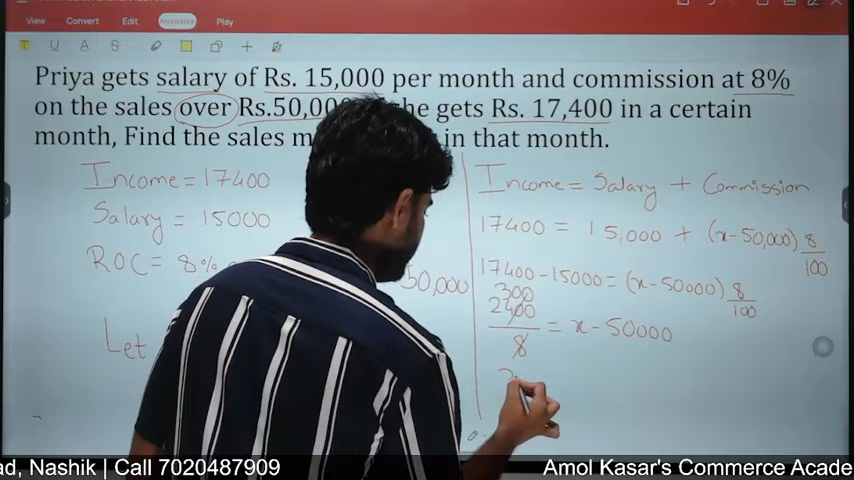 View Convert Edit Annotation Play
Priya gets salary of Rs. 15,000 per month and commission at 8%
on the sales over Rs.50,000 he gets Rs. 17,400 in a certain
month, Find the sales m in that month.
Income = 17400
Salary = 15000
ROC = 8% 50,000
Let
Income = Salary + Commission
17400 = 15,000 + (x-50,000) 8/100
17400-15000 = (x-50000) 8/100
300
2400/8 = x-50000
ad, Nashik | Call 7020487909 Amol Kasar's Commerce Acade